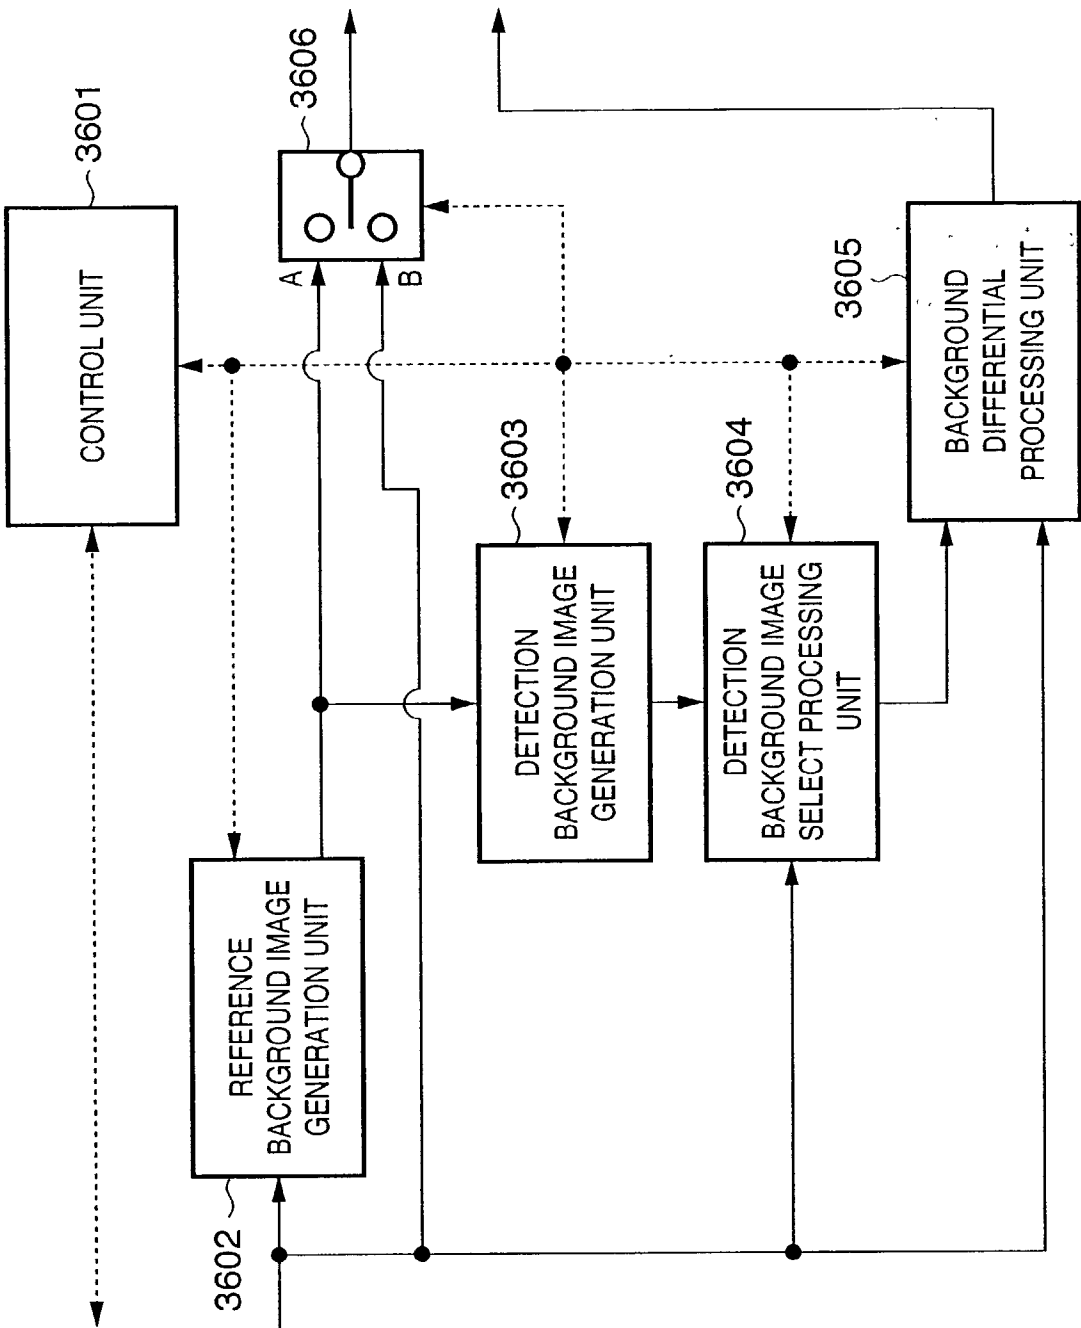 3601
CONTROL UNIT
3606
A
B
3602
REFERENCE
BACKGROUND IMAGE
GENERATION UNIT
3603
DETECTION
BACKGROUND IMAGE
GENERATION UNIT
3604
DETECTION
BACKGROUND IMAGE
SELECT PROCESSING
UNIT
3605
BACKGROUND
DIFFERENTIAL
PROCESSING UNIT